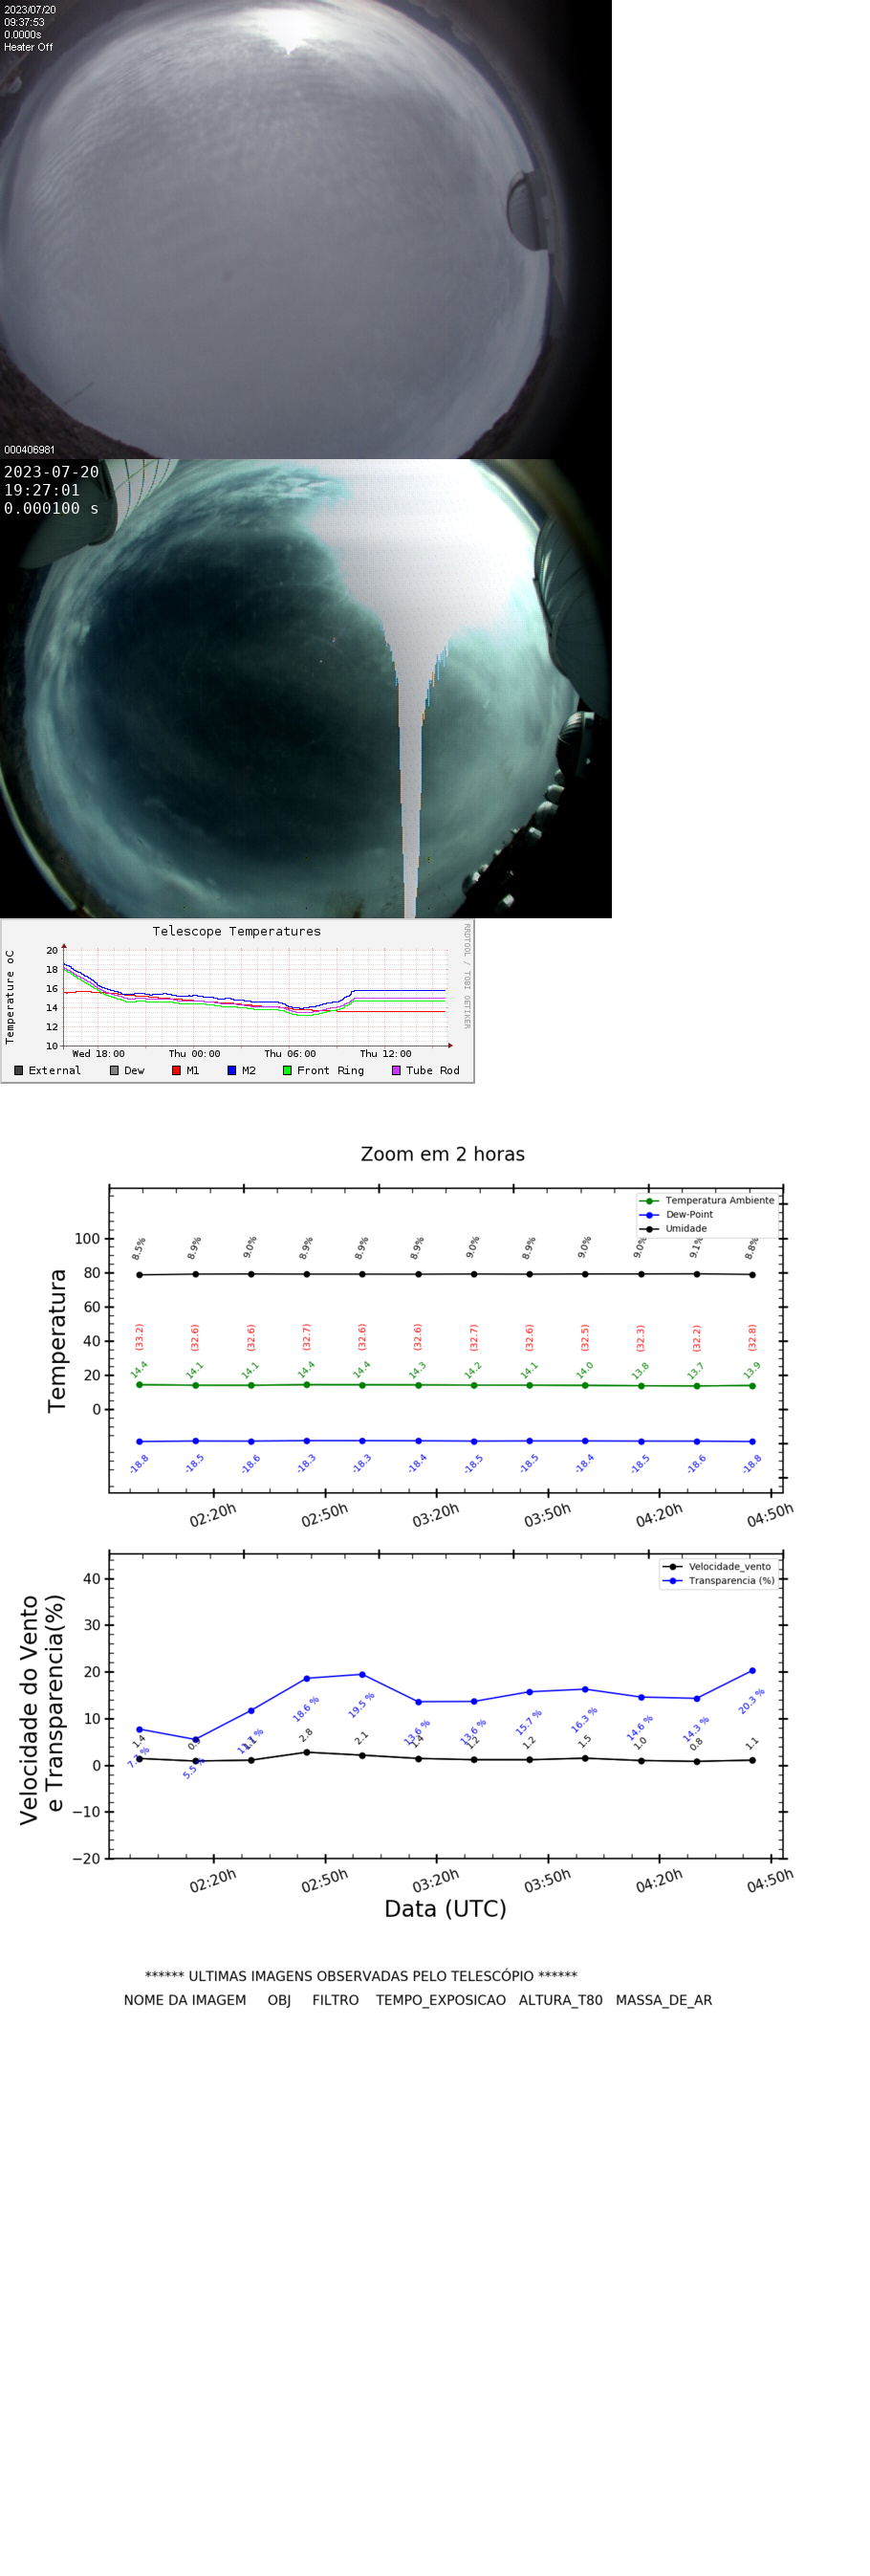 2023/07/20
09:37:53
0.0000s
Heater Off
000406981
2023-07-20
19:27:01
0.000100 s
Telescope Temperatures
RRDTOOL / TOBI OETIKER
Temperature oC
20
18
16
14
12
10
Wed 18:00 Thu 00:00 Thu 06:00 Thu 12:00
External Dew M1 M2 Front Ring Tube Rod
Zoom em 2 horas
Temperatura Ambiente
Dew-Point
Umidade
Temperatura
100
80
60
40
20
0
8.5% 8.9% 9.0% 8.9% 8.9% 8.9% 9.0% 8.9% 9.0% 9.0% 9.1% 8.8%
(33.2) (32.6) (32.6) (32.7) (32.6) (32.6) (32.7) (32.6) (32.5) (32.3) (32.2) (32.8)
14.4 14.1 14.1 14.4 14.4 14.3 14.2 14.1 14.0 13.8 13.7 13.9
-18.8 -18.5 -18.6 -18.3 -18.3 -18.4 -18.5 -18.5 -18.4 -18.5 -18.6 -18.8
02:20h 02:50h 03:20h 03:50h 04:20h 04:50h
Velocidade_vento
Transparencia (%)
Velocidade do Vento
e Transparencia(%)
40
30
20
10
0
−10
−20
18.6 % 19.5 % 13.6 % 13.6 % 15.7 % 16.3 % 14.6 % 14.3 % 20.3 %
1.4 2.8 2.1 1.4 1.2 1.2 1.5 1.0 0.8 1.1
02:20h 02:50h 03:20h 03:50h 04:20h 04:50h
Data (UTC)
****** ULTIMAS IMAGENS OBSERVADAS PELO TELESCÓPIO ******
NOME DA IMAGEM OBJ FILTRO TEMPO_EXPOSICAO ALTURA_T80 MASSA_DE_AR